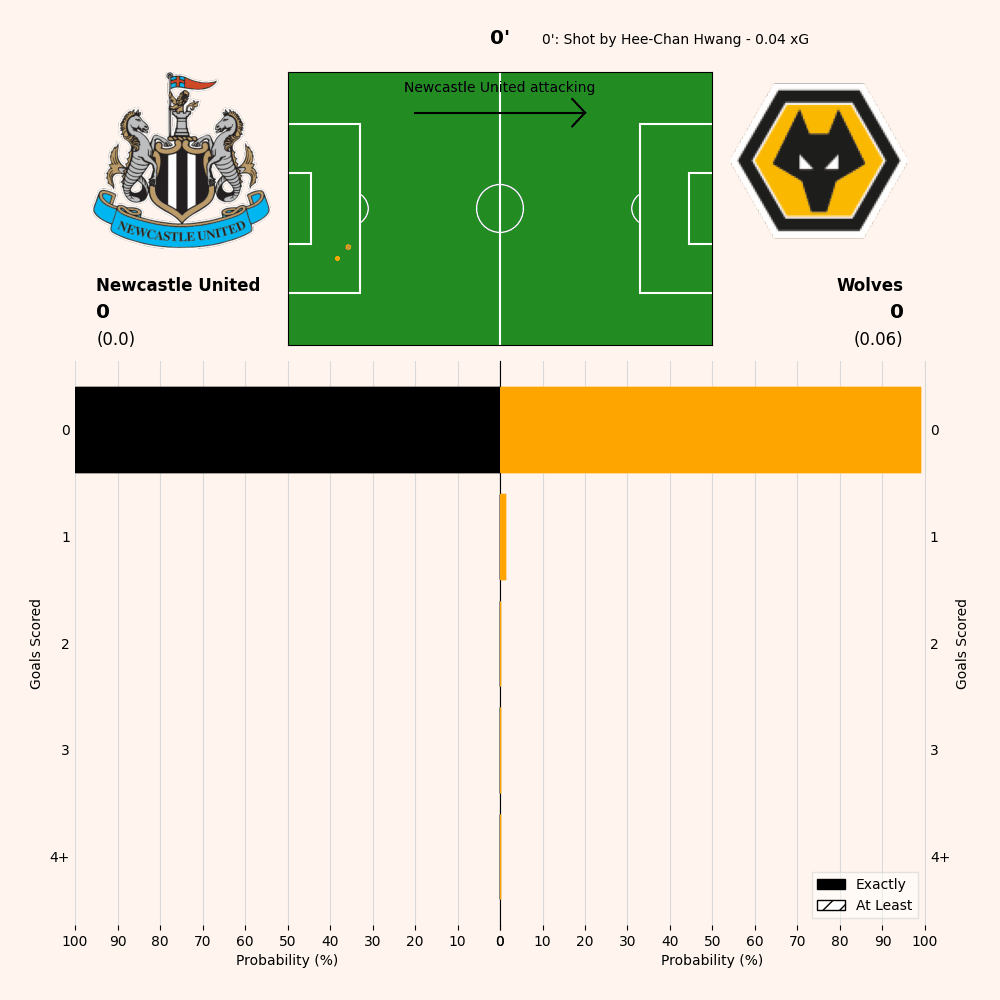 0' 0': Shot by Hee-Chan Hwang - 0.04 xG
Newcastle United attacking
NEWCASTLE UNITED
Newcastle United
0
(0.0)
Wolves
0
(0.06)
0
1
2
3
4+
Goals Scored
0
1
2
3
4+
Goals Scored
Exactly
At Least
100 90 80 70 60 50 40 30 20 10 0 0 10 20 30 40 50 60 70 80 90 100
Probability (%) Probability (%)